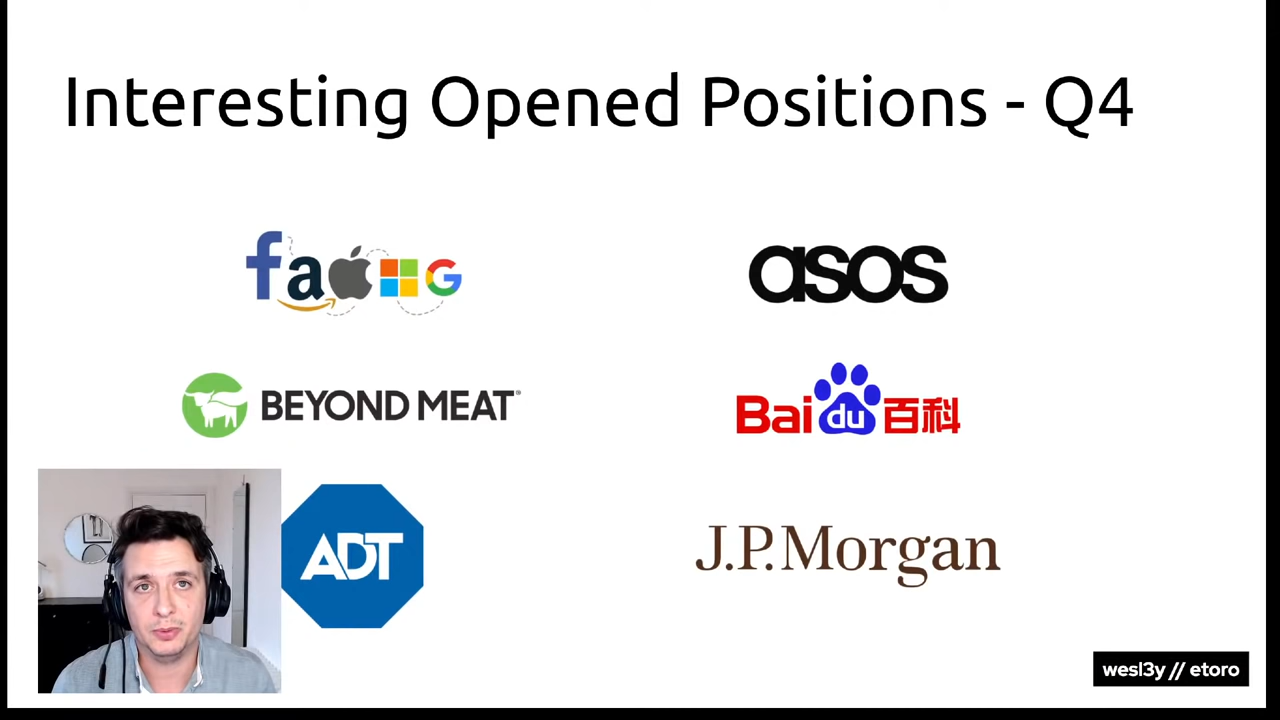 Interesting Opened Positions - Q4
fa G
asos
BEYOND MEAT®
Bai du 百科
ADT
J.P.Morgan
wesl3y // etoro